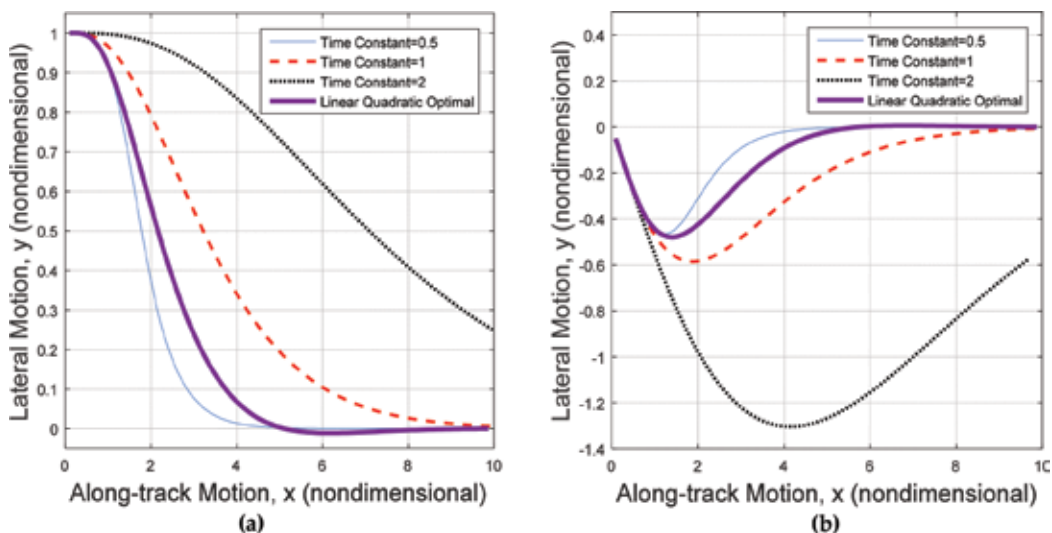 1
0.9
0.8
0.7
0.6
0.5
0.4
0.3
0.2
0.1
0
Lateral Motion, y (nondimensional)
Time Constant=0.5
Time Constant=1
Time Constant=2
Linear Quadratic Optimal
0 2 4 6 8 10
Along-track Motion, x (nondimensional)
(a)
0.4
0.2
0
-0.2
-0.4
-0.6
-0.8
-1
-1.2
-1.4
Lateral Motion, y (nondimensional)
Time Constant=0.5
Time Constant=1
Time Constant=2
Linear Quadratic Optimal
0 2 4 6 8 10
Along-track Motion, x (nondimensional)
(b)